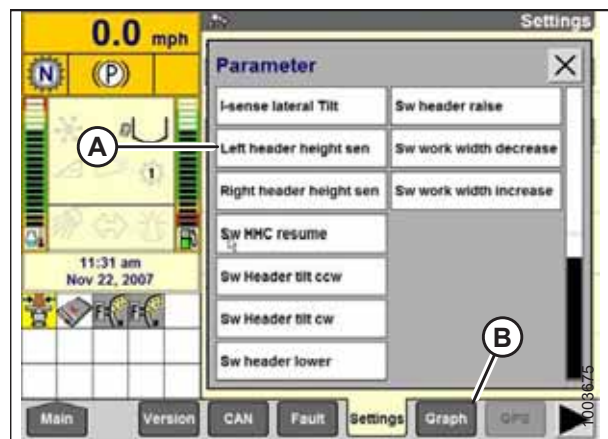 0.0 mph
Settings
N
(P)
Parameter
I-sense lateral Tilt
Sw header raise
A
Left header height sen
Sw work width decrease
D
1
Right header height sen
Sw work width increase
Sw HHC resume
11:31 am
Nov 22, 2007
Sw Header tilt ccw
F
F
Sw Header tilt cw
B
Sw header lower
Main
Version
CAN
Fault
Settings
Graph
GPS
1003675